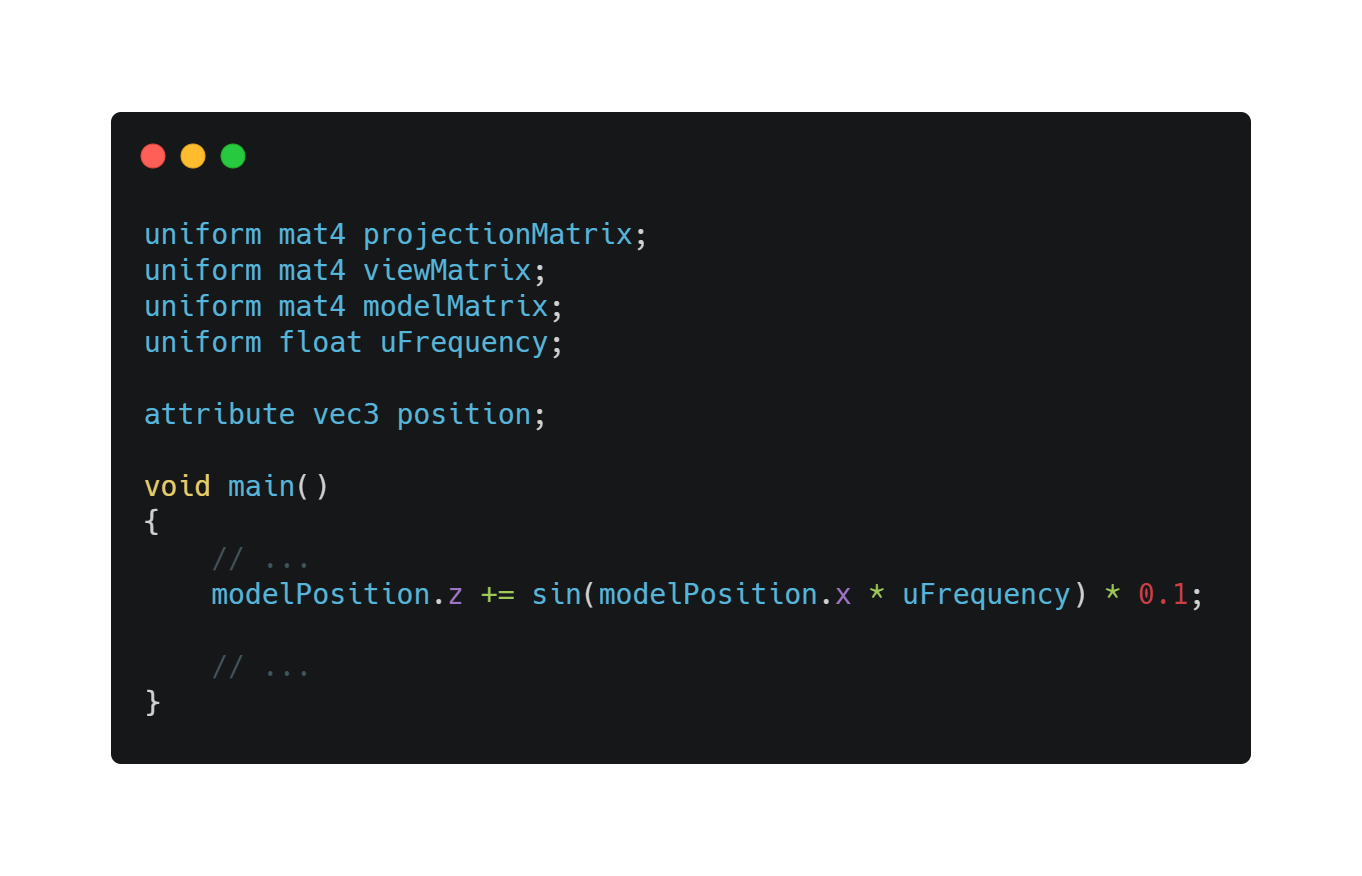 uniform mat4 projectionMatrix;
uniform mat4 viewMatrix;
uniform mat4 modelMatrix;
uniform float uFrequency;

attribute vec3 position;

void main()
{
    // ...
    modelPosition.z += sin(modelPosition.x * uFrequency) * 0.1;

    // ...
}